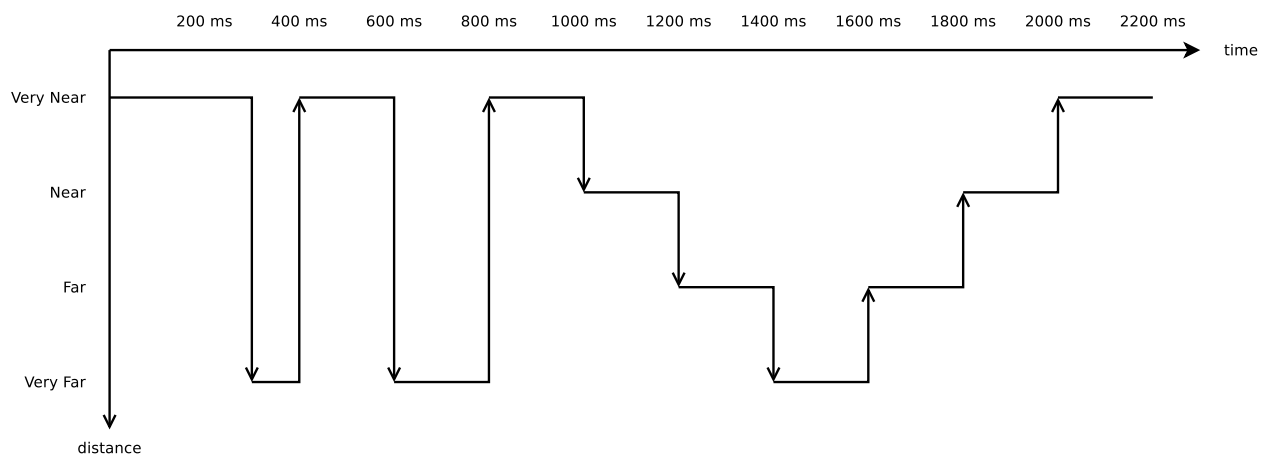 200 ms 400 ms 600 ms 800 ms 1000 ms 1200 ms 1400 ms 1600 ms 1800 ms 2000 ms 2200 ms
time
Very Near
Near
Far
Very Far
distance